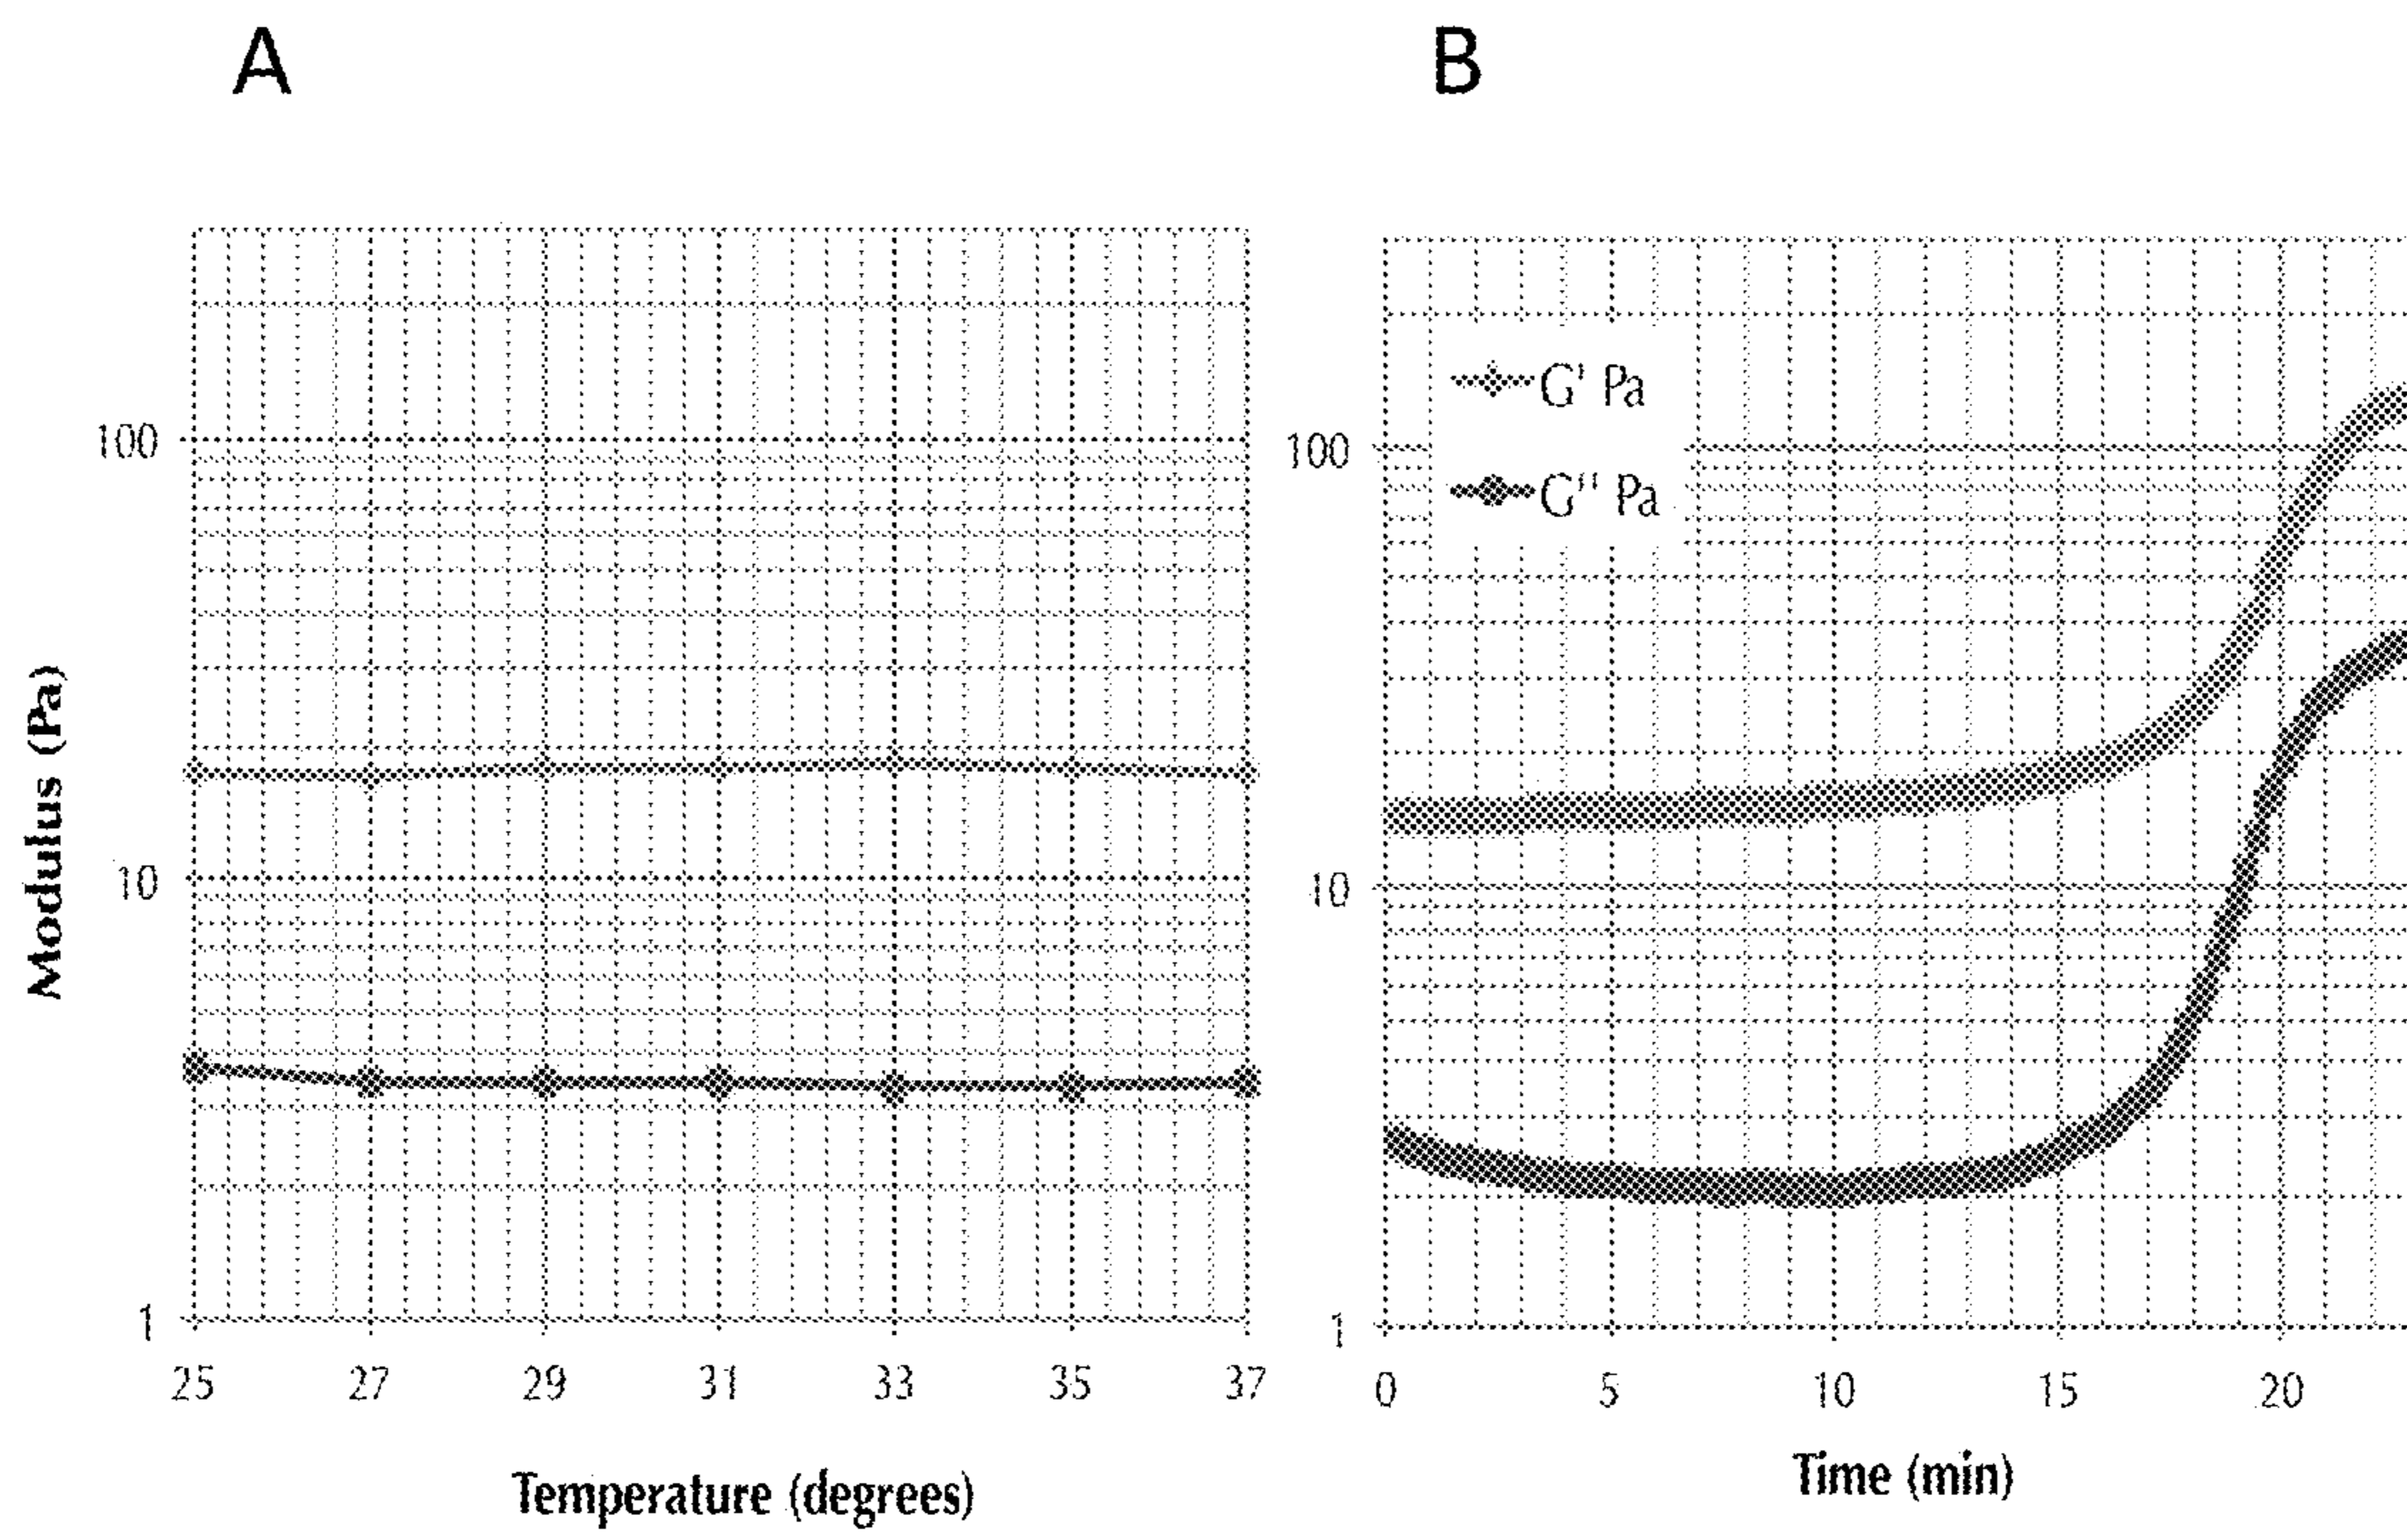 A
B
100
10
1
Modulus (Pa)
25 27 29 31 33 35 37
Temperature (degrees)
G' Pa
G'' Pa
100
10
1
0 5 10 15 20
Time (min)